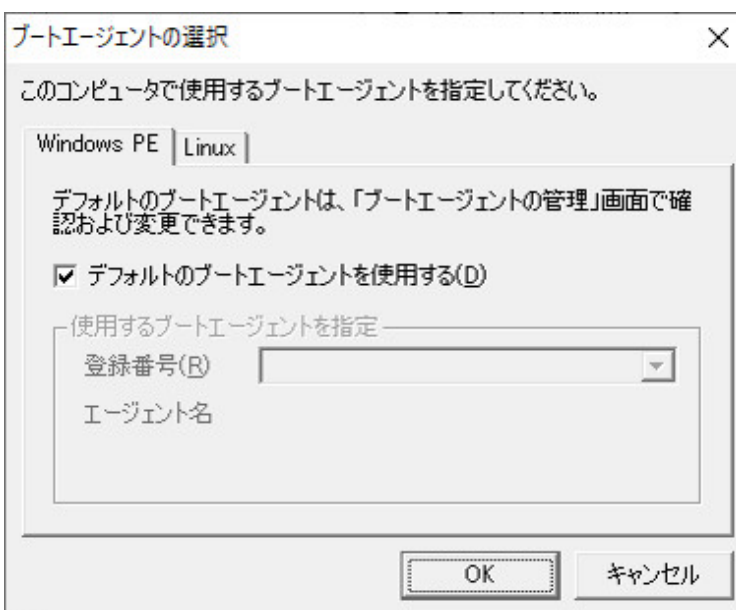 ブートエージェントの選択
このコンピュータで使用するブートエージェントを指定してください。
Windows PE
Linux
デフォルトのブートエージェントは、「ブートエージェントの管理」画面で確
認および変更できます。
デフォルトのブートエージェントを使用する(D)
使用するブートエージェントを指定
登録番号(R)
エージェント名
OK
キャンセル